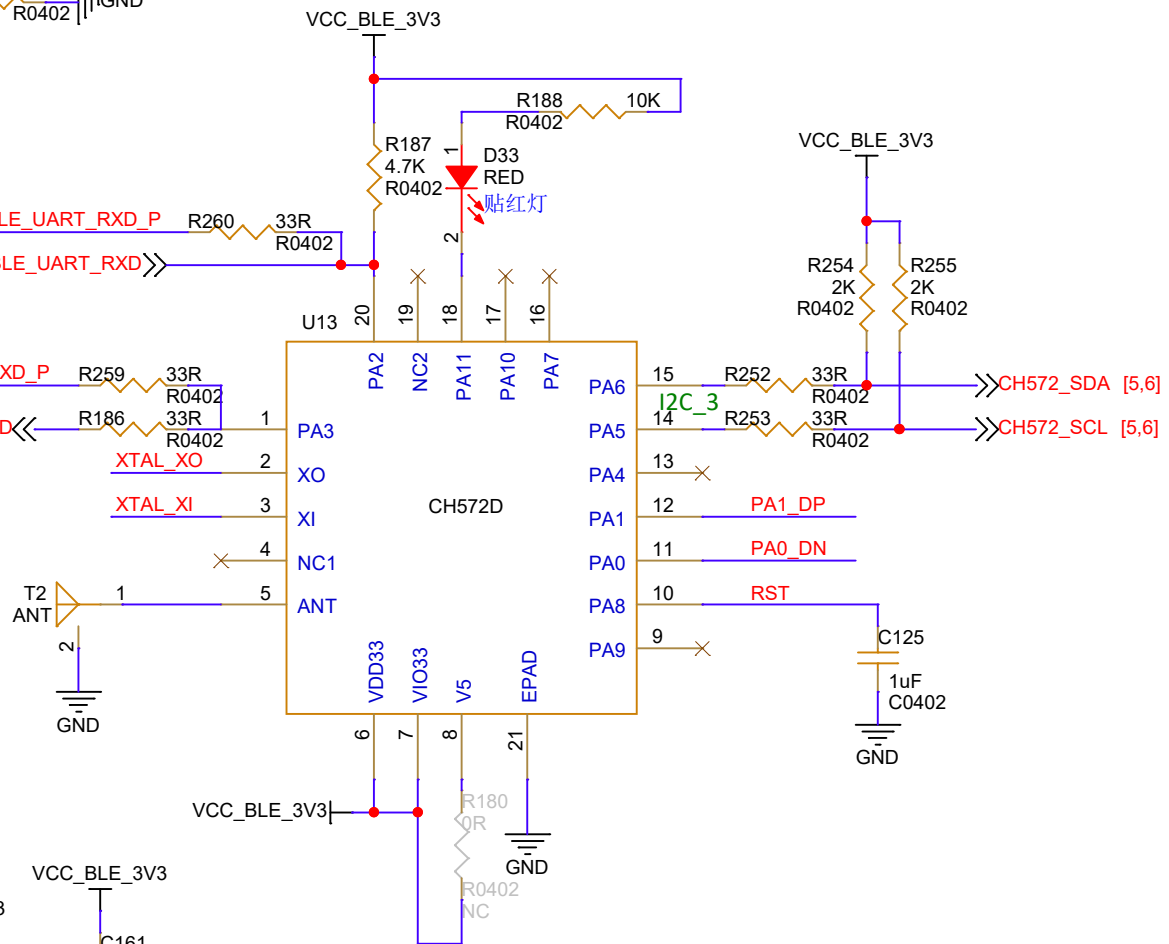 R0402
GND
VCC_BLE_3V3
R188
10K
R0402
R187
4.7K
R0402
1
D33
RED
贴红灯
2
VCC_BLE_3V3
LE_UART_RXD_P
R260
33R
R0402
BLE_UART_RXD
R254
2K
R0402
R255
2K
R0402
U13
20
19
18
17
16
PA2
NC2
PA11
PA10
PA7
XD_P
R259
33R
R0402
D
R186
33R
R0402
1
PA3
XTAL_XO
2
XO
XTAL_XI
3
XI
4
NC1
T2
ANT
1
2
5
ANT
GND
CH572D
PA6
15
R252
33R
R0402
CH572_SDA [5,6]
I2C_3
PA5
14
R253
33R
R0402
CH572_SCL [5,6]
PA4
13
PA1
12
PA1_DP
PA0
11
PA0_DN
PA8
10
RST
PA9
9
C125
1uF
C0402
GND
VDD33
VIO33
V5
EPAD
6
7
8
21
VCC_BLE_3V3
R180
0R
R0402
NC
GND
VCC_BLE_3V3
3
C161